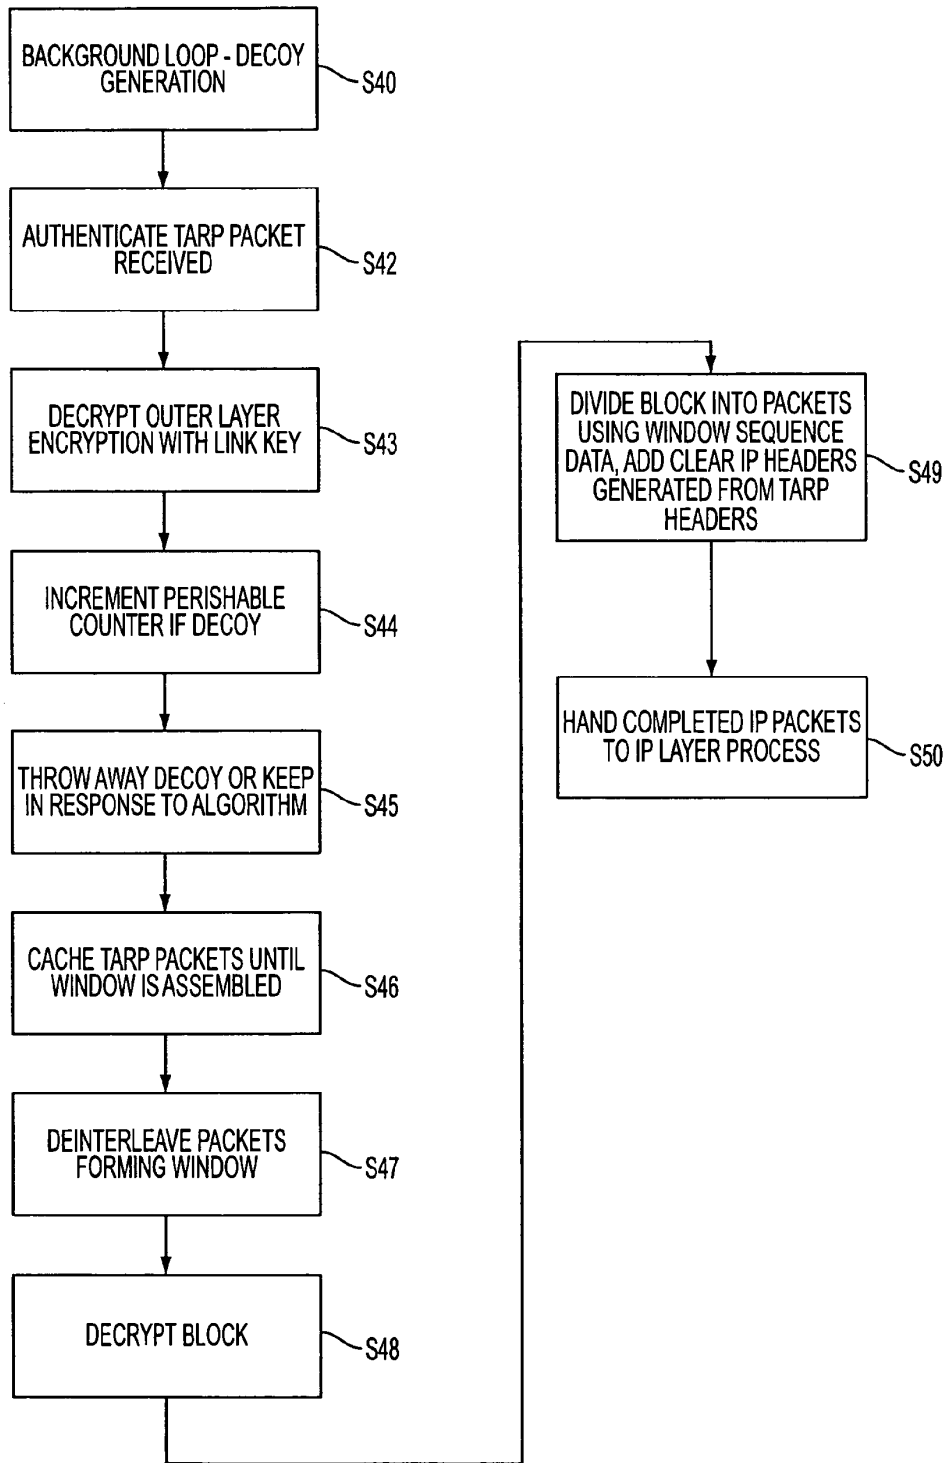 BACKGROUND LOOP - DECOY
GENERATION
S40
AUTHENTICATE TARP PACKET
RECEIVED
S42
DECRYPT OUTER LAYER
ENCRYPTION WITH LINK KEY
S43
INCREMENT PERISHABLE
COUNTER IF DECOY
S44
THROW AWAY DECOY OR KEEP
IN RESPONSE TO ALGORITHM
S45
CACHE TARP PACKETS UNTIL
WINDOW IS ASSEMBLED
S46
DEINTERLEAVE PACKETS
FORMING WINDOW
S47
DECRYPT BLOCK
S48
DIVIDE BLOCK INTO PACKETS
USING WINDOW SEQUENCE
DATA, ADD CLEAR IP HEADERS
GENERATED FROM TARP
HEADERS
S49
HAND COMPLETED IP PACKETS
TO IP LAYER PROCESS
S50